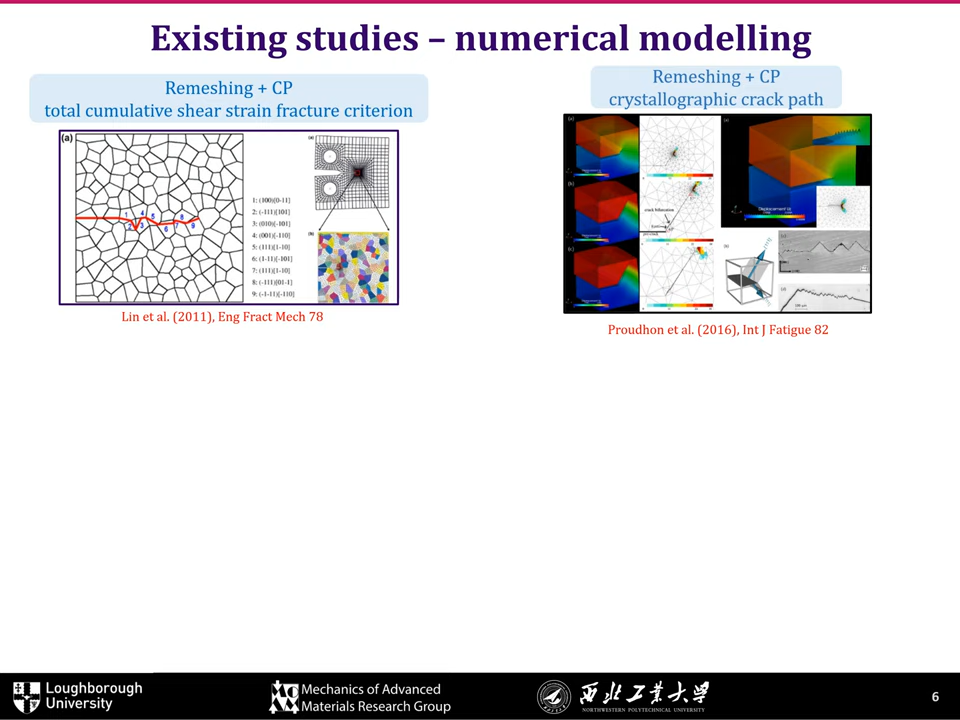 Existing studies – numerical modelling
Remeshing + CP
total cumulative shear strain fracture criterion
(a)
1: (100)[0-11]
2: (-111)[101]
3: (010)[-101]
4: (001)[-110]
5: (111)[1-10]
6: (1-11)[-101]
7: (111)[1-10]
8: (-111)[01-1]
9: (-1-11)[-110]
Lin et al. (2011), Eng Fract Mech 78
Remeshing + CP
crystallographic crack path
crack bifurcation
Proudhon et al. (2016), Int J Fatigue 82
Loughborough
University
Mechanics of Advanced
Materials Research Group
西北工业大学
NORTHWESTERN POLYTECHNICAL UNIVERSITY
6